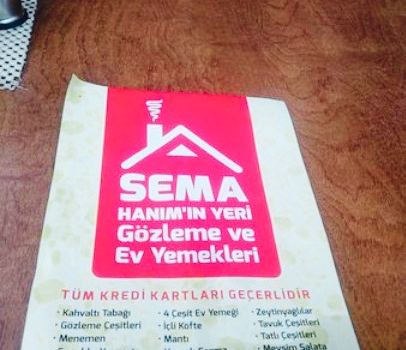 SEMA
HANIM'IN YERİ
Gözleme ve
Ev Yemekleri
TÜM KREDİ KARTLARI GEÇERLİDİR
• Kahvaltı Tabağı
• Gözleme Çeşitleri
• Menemen
• 4 Çeşit Ev Yemeği
• İçli Köfte
• Mantı
• Zeytinyağlılar
• Tavuk Çeşitleri
• Tatlı Çeşitleri
• Mevsim Salata